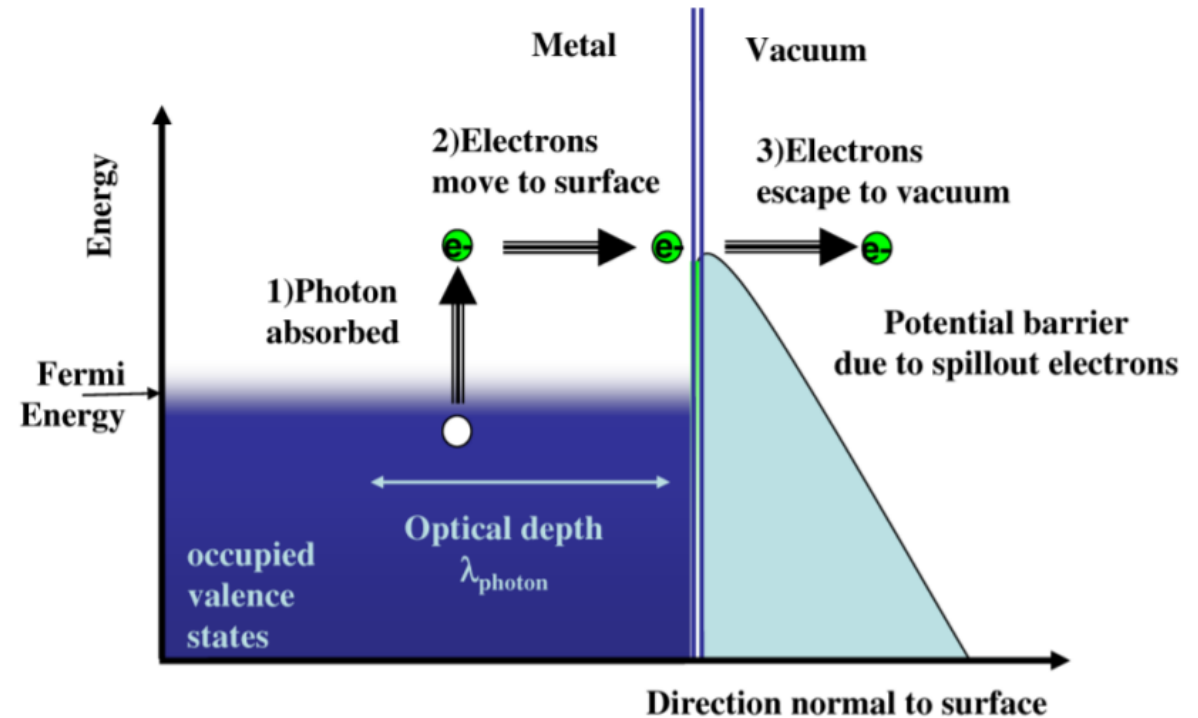 Metal
Vacuum
Energy
2)Electrons
move to surface
3)Electrons
escape to vacuum
e-
e-
e-
1)Photon
absorbed
Potential barrier
due to spillout electrons
Fermi
Energy
Optical depth
λphoton
occupied
valence
states
Direction normal to surface